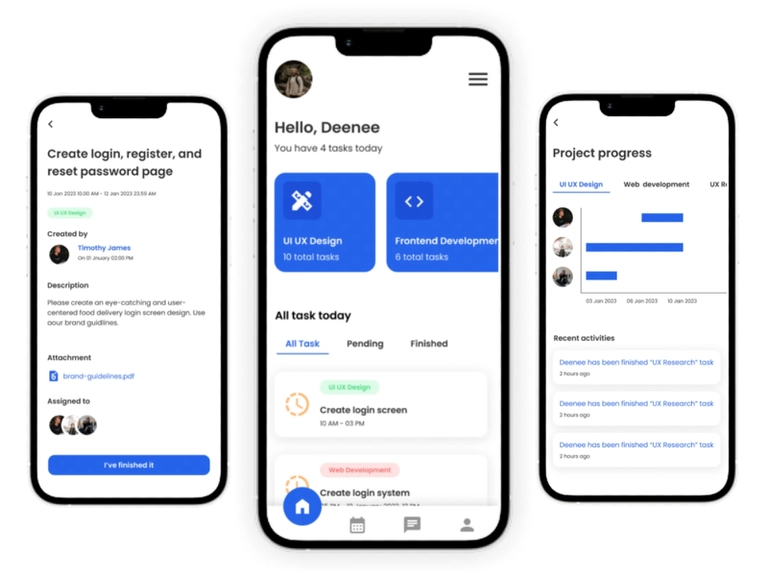 Create login, register, and
reset password page
10 Jan 2023 10.00 AM - 12 Jan 2023 23.59 AM
UI UX Design
Created by
Timothy James
On 01 Jnuary 02:00 PM
Description
Please create an eye-catching and user-
centered food delivery login screen design. Use
aour brand guidlines.
Attachment
brand-guidelines.pdf
Assigned to
I've finished it
Hello, Deenee
You have 4 tasks today
UI UX Design
10 total tasks
Frontend Developmen
6 total tasks
All task today
All Task
Pending
Finished
UI UX Design
Create login screen
10 AM - 03 PM
Web Development
Create login system
Project progress
UI UX Design
Web development
UX R
03 Jan 2023
06 Jan 2023
10 Jan 2023
Recent activities
Deenee has been finished "UX Research" task
2 hours ago
Deenee has been finished "UX Research" task
2 hours ago
Deenee has been finished "UX Research" task
2 hours ago